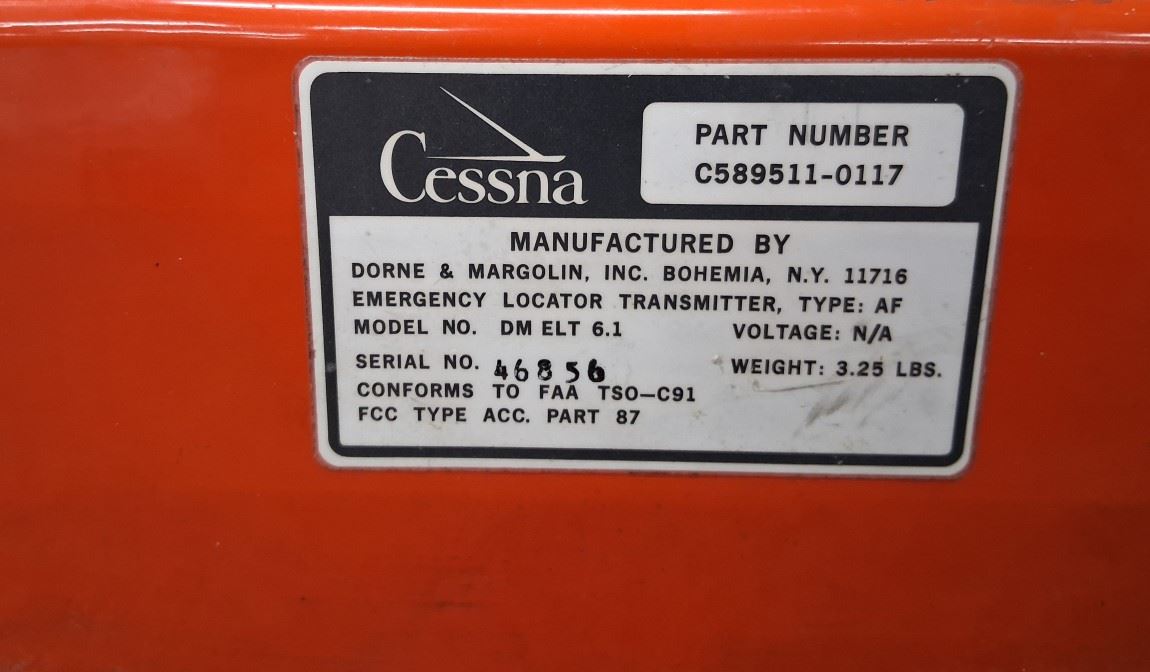 Cessna
PART NUMBER
C589511-0117
MANUFACTURED BY
DORNE & MARGOLIN, INC. BOHEMIA, N.Y. 11716
EMERGENCY LOCATOR TRANSMITTER, TYPE: AF
MODEL NO. DM ELT 6.1 VOLTAGE: N/A
SERIAL NO. 46856 WEIGHT: 3.25 LBS.
CONFORMS TO FAA TSO-C91
FCC TYPE ACC. PART 87